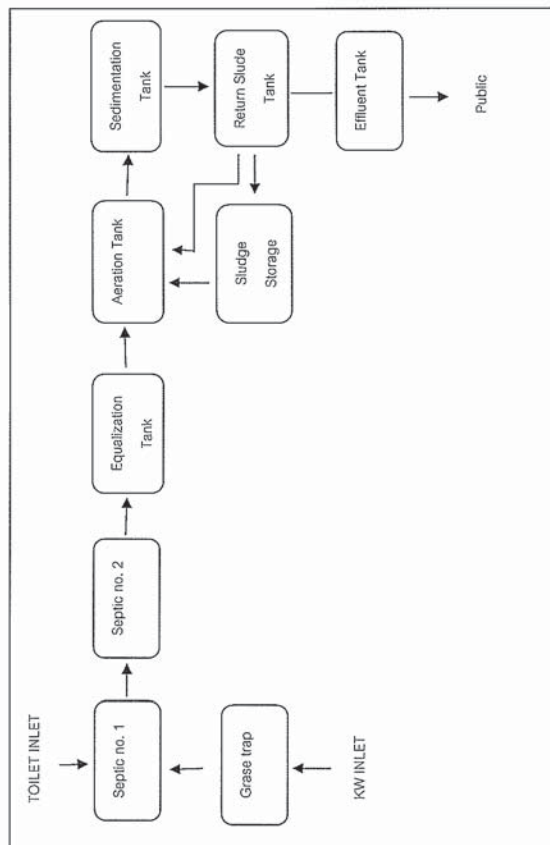 TOILET INLET
Septic no. 1
Grase trap
KW INLET
Septic no. 2
Equalization
Tank
Aeration Tank
Sludge
Storage
Sedimentation
Tank
Return Slude
Tank
Effluent Tank
Public